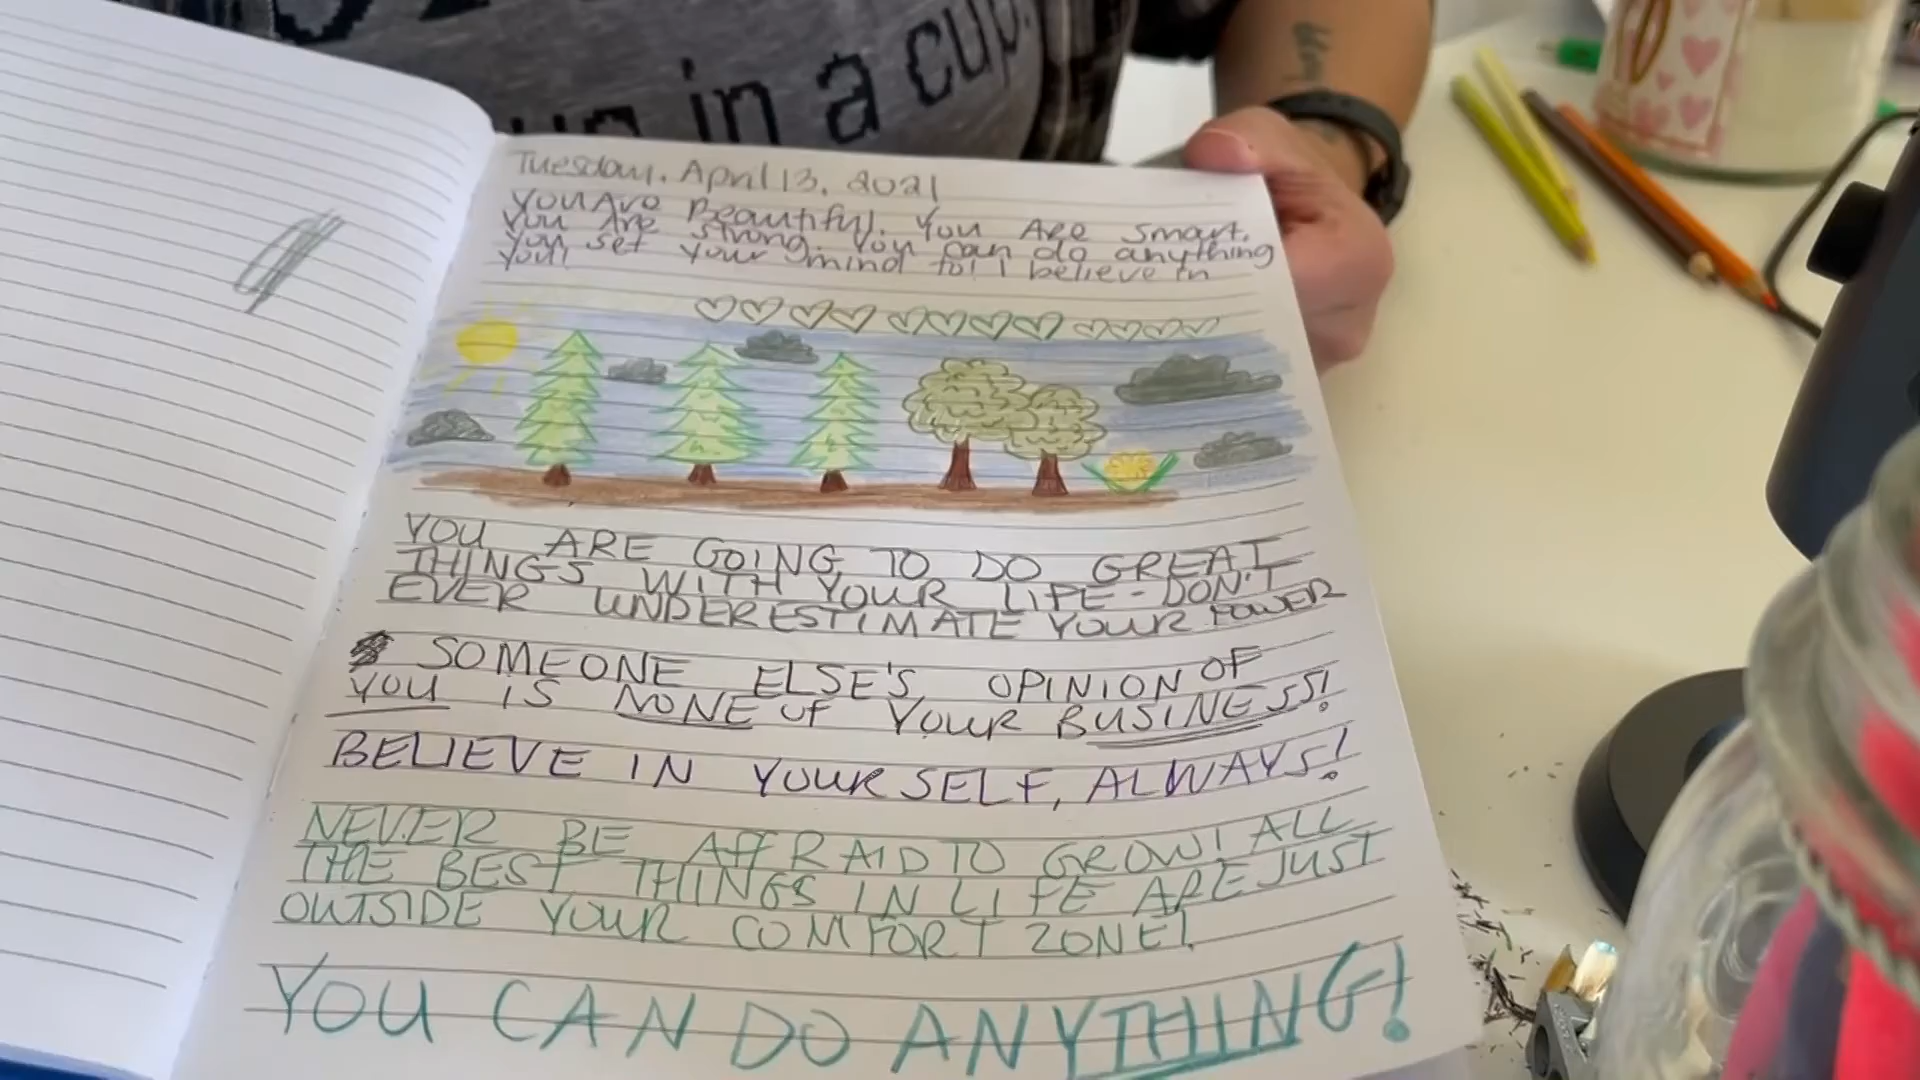 in a cup.
Tuesday, April 13, 2021
You Are Beautiful. You Are smart.
You Are strong. You can do anything
You set your mind to! I believe in
You!
YOU ARE GOING TO DO GREAT
THINGS WITH YOUR LIFE - DON'T
EVER UNDERESTIMATE YOUR POWER
SOMEONE ELSE'S OPINION OF
YOU IS NONE OF YOUR BUSINESS!
BELIEVE IN YOURSELF, ALWAYS!
NEVER BE AFRAID TO GROW! ALL
THE BEST THINGS IN LIFE ARE JUST
OUTSIDE YOUR COMFORT ZONE!
YOU CAN DO ANYTHING!